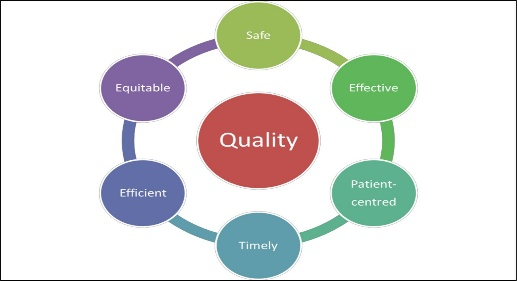 Safe
Effective
Patient-
centred
Timely
Efficient
Equitable
Quality